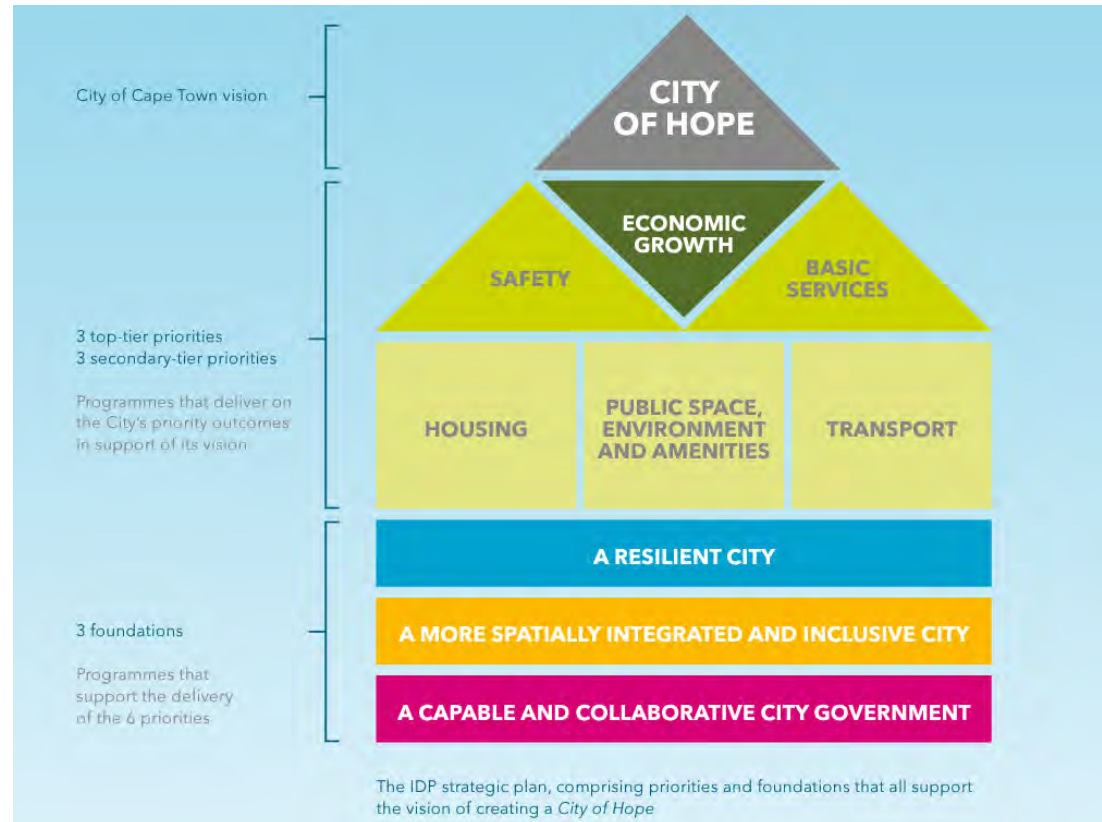 City of Cape Town vision
CITY
OF HOPE
ECONOMIC
GROWTH
SAFETY
BASIC
SERVICES
3 top-tier priorities
3 secondary-tier priorities
Programmes that deliver on
the City's priority outcomes
in support of its vision
HOUSING
PUBLIC SPACE,
ENVIRONMENT
AND AMENITIES
TRANSPORT
A RESILIENT CITY
3 foundations
A MORE SPATIALLY INTEGRATED AND INCLUSIVE CITY
Programmes that
support the delivery
of the 6 priorities
A CAPABLE AND COLLABORATIVE CITY GOVERNMENT
The IDP strategic plan, comprising priorities and foundations that all support
the vision of creating a City of Hope